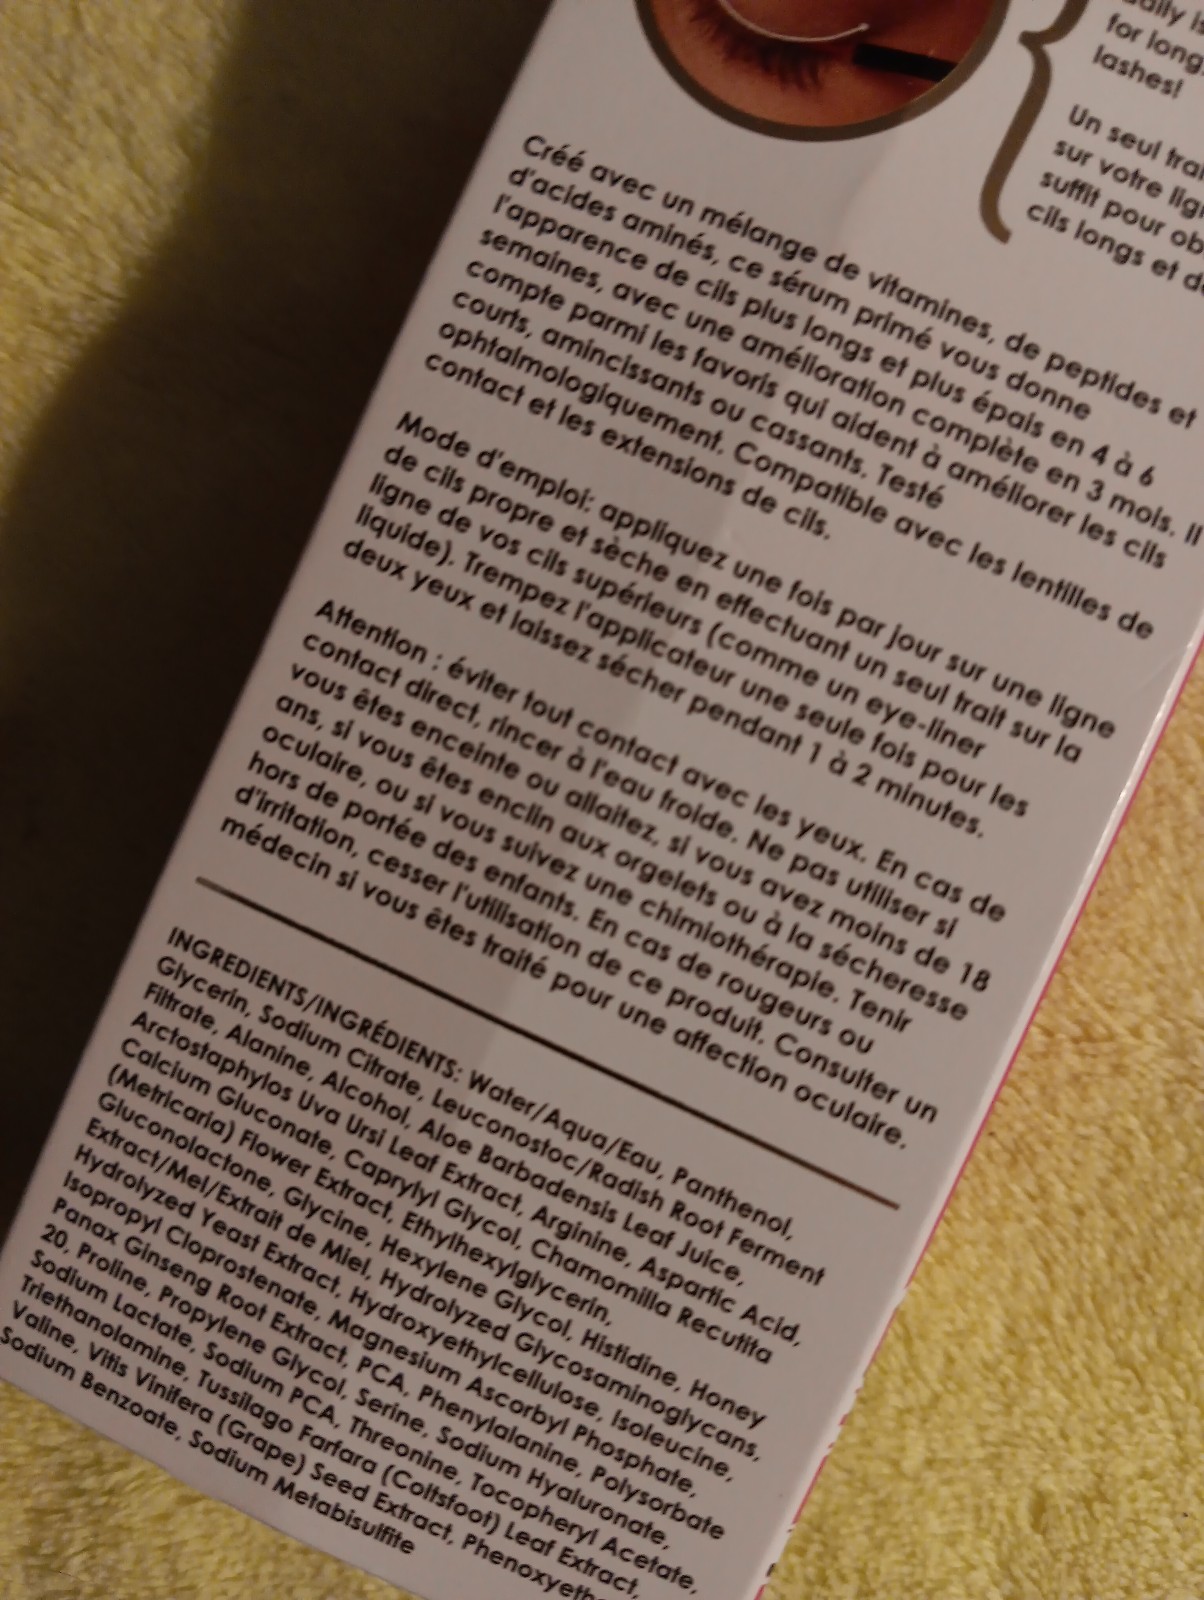 ally is
for long
lashes!
Un seul trai
sur votre lig
suffit pour ob
cils longs et d
Créé avec un mélange de vitamines, de peptides et
d'acides aminés, ce sérum primé vous donne
l'apparence de cils plus longs et plus épais en 4 à 6
semaines, avec une amélioration complète en 3 mois. Il
compte parmi les favoris qui aident à améliorer les cils
courts, amincissants ou cassants. Testé
ophtalmologiquement. Compatible avec les lentilles de
contact et les extensions de cils.
Mode d'emploi: appliquez une fois par jour sur une ligne
de cils propre et sèche en effectuant un seul trait sur la
ligne de vos cils supérieurs (comme un eye-liner
liquide). Trempez l'applicateur une seule fois pour les
deux yeux et laissez sécher pendant 1 à 2 minutes.
Attention : éviter tout contact avec les yeux. En cas de
contact direct, rincer à l'eau froide. Ne pas utiliser si
vous êtes enceinte ou allaitez, si vous avez moins de 18
ans, si vous êtes enclin aux orgelets ou à la sécheresse
oculaire, ou si vous suivez une chimiothérapie. Tenir
hors de portée des enfants. En cas de rougeurs ou
d'irritation, cesser l'utilisation de ce produit. Consulter un
médecin si vous êtes traité pour une affection oculaire.
INGREDIENTS/INGRÉDIENTS: Water/Aqua/Eau, Panthenol,
Glycerin, Sodium Citrate, Leuconostoc/Radish Root Ferment
Filtrate, Alanine, Alcohol, Aloe Barbadensis Leaf Juice,
Arctostaphylos Uva Ursi Leaf Extract, Arginine, Aspartic Acid,
Calcium Gluconate, Caprylyl Glycol, Chamomilla Recutita
(Metricaria) Flower Extract, Ethylhexylglycerin,
Gluconolactone, Glycine, Hexylene Glycol, Histidine, Honey
Extract/Mel/Extrait de Miel, Hydrolyzed Glycosaminoglycans,
Hydrolyzed Yeast Extract, Hydroxyethylcellulose, Isoleucine,
Isopropyl Cloprostenate, Magnesium Ascorbyl Phosphate,
Panax Ginseng Root Extract, PCA, Phenylalanine, Polysorbate
20, Proline, Propylene Glycol, Serine, Sodium Hyaluronate,
Sodium Lactate, Sodium PCA, Threonine, Tocopheryl Acetate,
Triethanolamine, Tussilago Farfara (Coltsfoot) Leaf Extract,
Valine, Vitis Vinifera (Grape) Seed Extract, Phenoxyeth
Sodium Benzoate, Sodium Metabisulfite